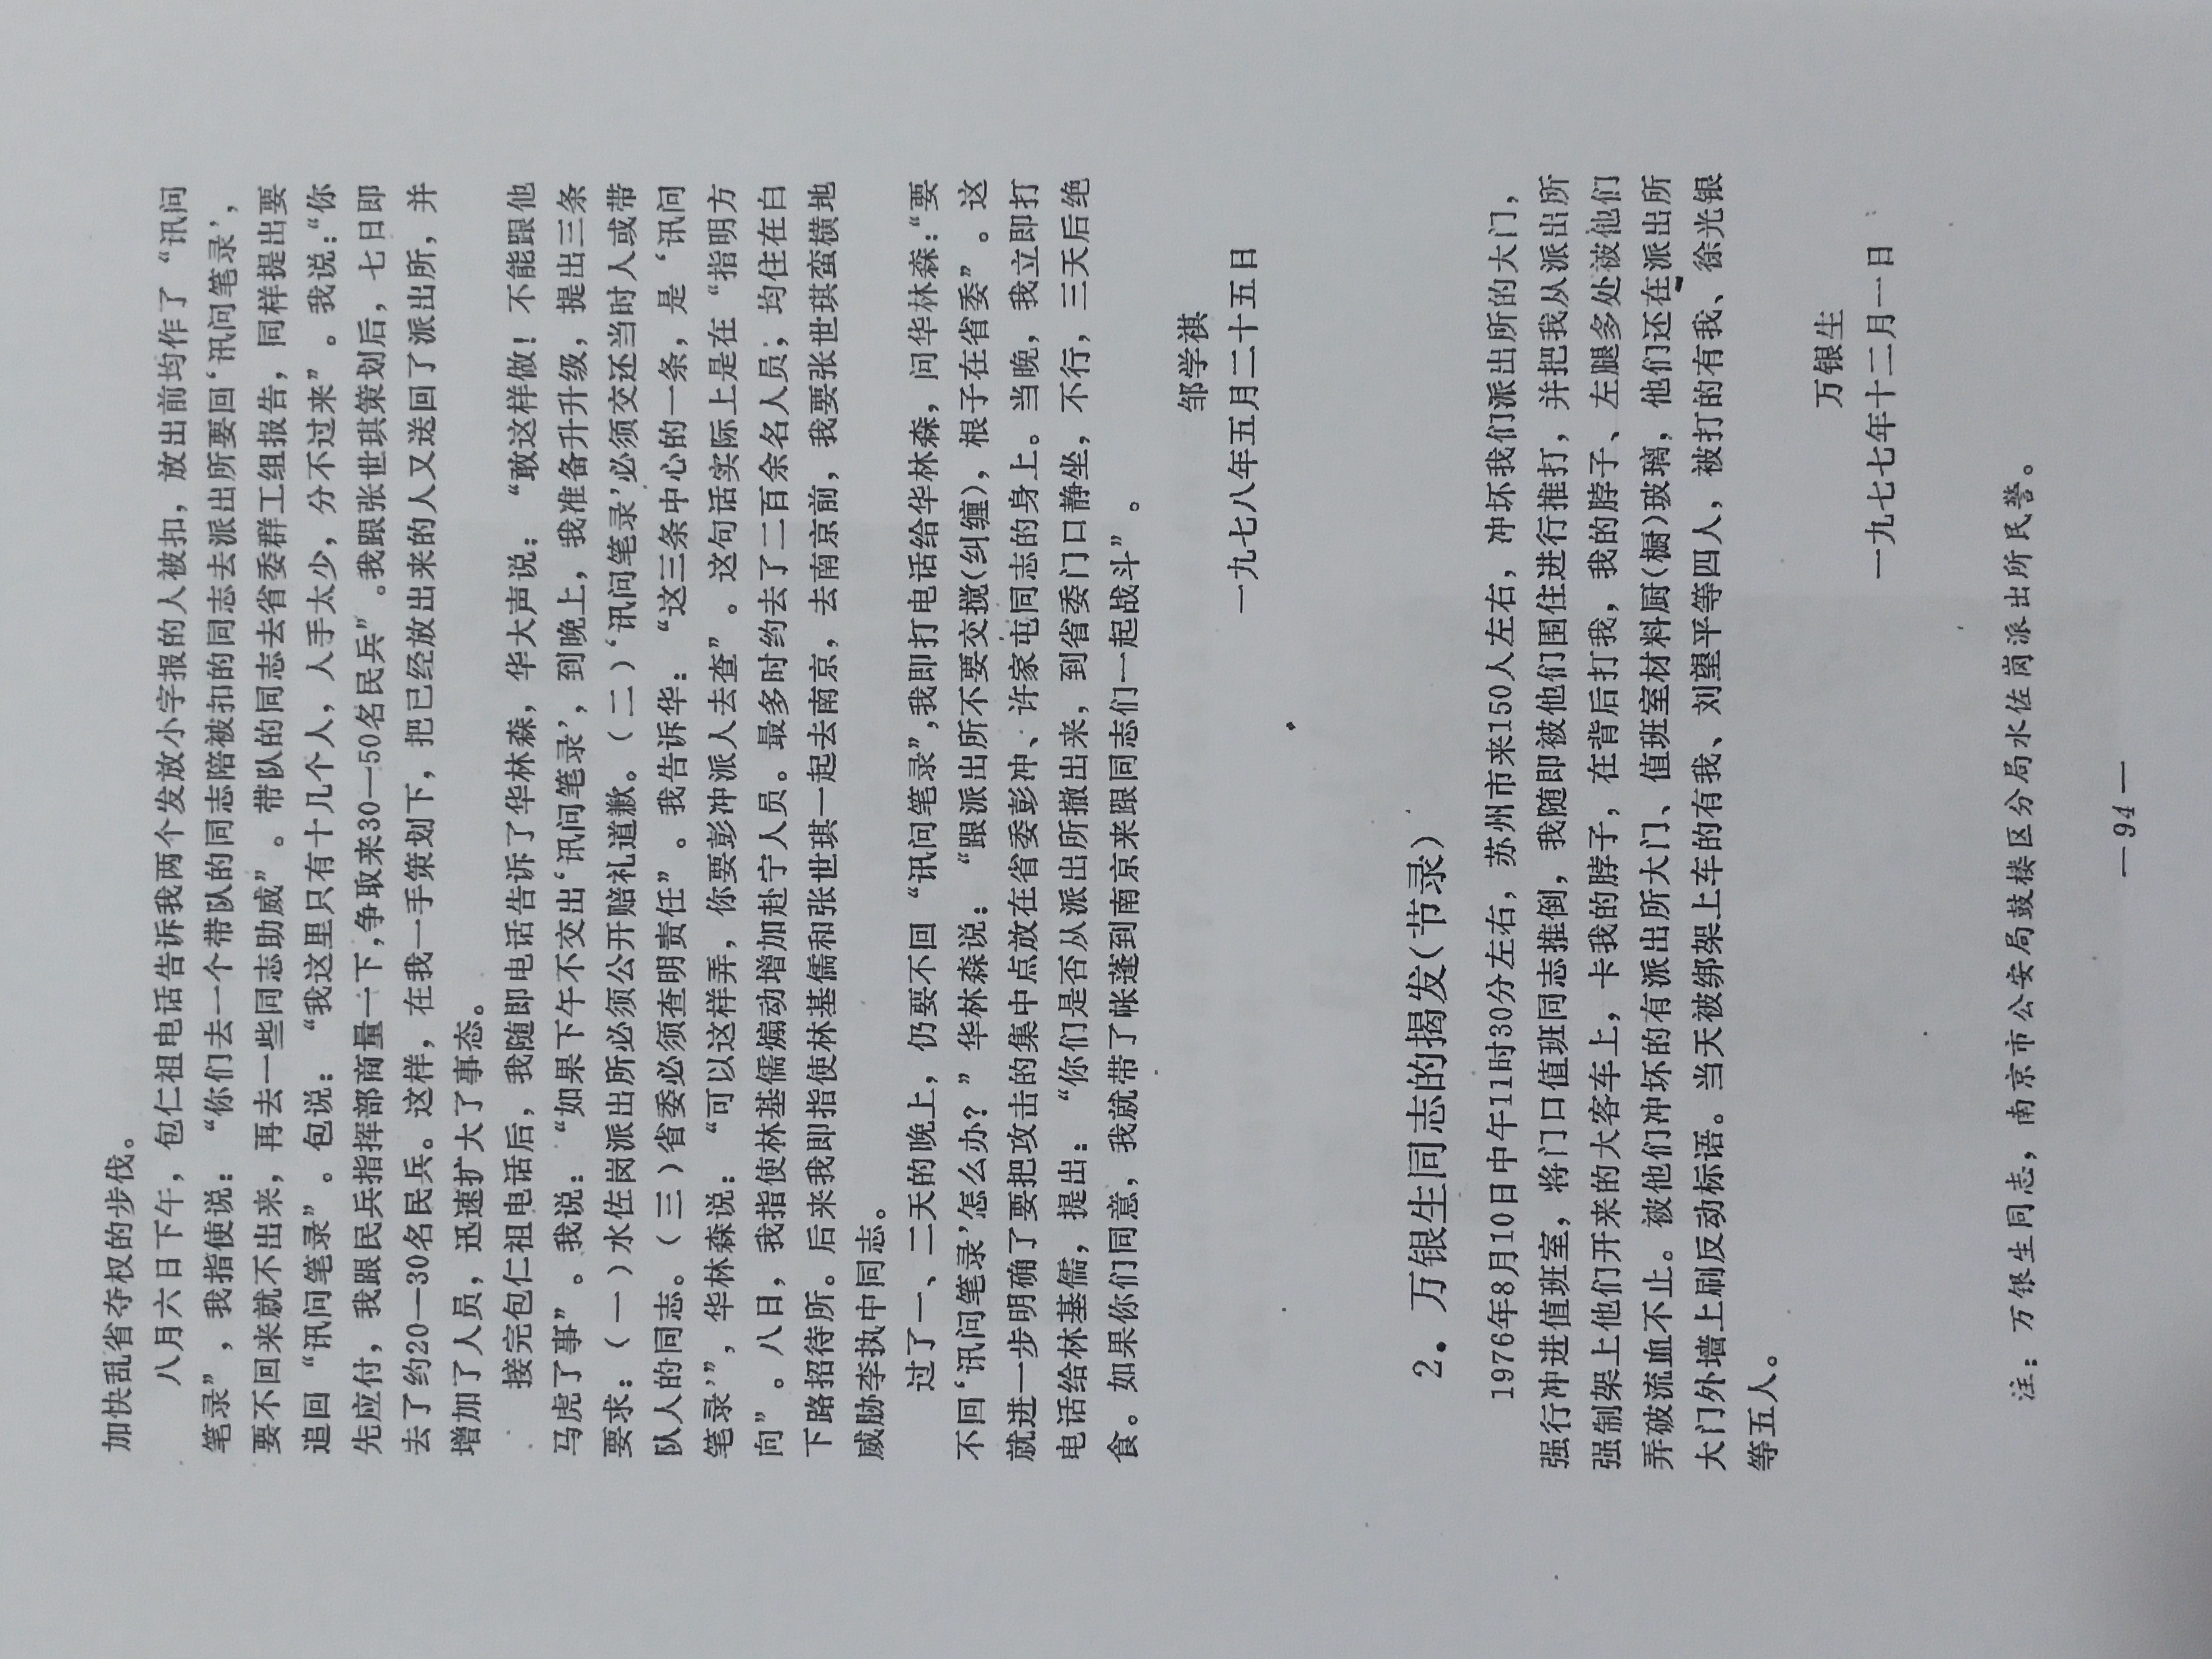 加快乱省夺权的步伐。
八月六日下午，包仁祖电话告诉我两个发放小字报的人被扣，放出前均作了“讯问
笔录”，我指使说：“你们去一个带队的同志陪被扣的同志去派出所要回‘讯问笔录’，
要不回来就不出来，再去一些同志助威”。带队的同志去省委群工组报告，同样提出要
追回“讯问笔录”。包说：“我这里只有十几个人，人手太少，分不过来”。我说：“你
先应付，我跟民兵指挥部商量一下，争取来30—50名民兵”。我跟张世琪策划后，七日即
去了约20—30名民兵。这样，在我一手策划下，把已经放出来的人又送回了派出所，并
增加了人员，迅速扩大了事态。
接完包仁祖电话后，我随即电话告诉了华林森，华大声说：“敢这样做！不能跟他
马虎了事”。我说：“如果下午不交出‘讯问笔录’，到晚上，我准备升升级，提出三条
要求：（一）水佐岗派出所必须公开赔礼道歉。（二）‘讯问笔录’必须交还当时人或带
队人的同志。（三）省委必须查明责任”。我告诉华：“这三条中心的一条，是‘讯问
笔录’”，华林森说：“可以这样弄，你要彭冲派人去查”。这句话实际上是在“指明方
向”。八日，我指使林基儒煽动增加赴宁人员。最多时约去了二百余名人员；均住在白
下路招待所。后来我即指使林基儒和张世琪一起去南京，去南京前，我要张世琪蛮横地
威胁李执中同志。
过了一、二天的晚上，仍要不回“讯问笔录”，我即打电话给华林森，问华林森：“要
不回‘讯问笔录’怎么办？”华林森说：“跟派出所不要交搅(纠缠)，根子在省委”。这
就进一步明确了要把攻击的集中点放在省委彭冲、许家屯同志的身上。当晚，我立即打
电话给林基儒，提出：“你们是否从派出所撤出来，到省委门口静坐，不行，三天后绝
食。如果你们同意，我就带了帐蓬到南京来跟同志们一起战斗”。
邹学祺
一九七八年五月二十五日
2．万银生同志的揭发(节录)
1976年8月10日中午11时30分左右，苏州市来150人左右，冲坏我们派出所的大门，
强行冲进值班室，将门口值班同志推倒，我随即被他们围住进行推打，并把我从派出所
强制架上他们开来的大客车上，卡我的脖子，在背后打我，我的脖子、左腿多处被他们
弄破流血不止。被他们冲坏的有派出所大门、值班室材料厨(橱)玻璃，他们还在派出所
大门外墙上刷反动标语。当天被绑架上车的有我、刘望平等四人，被打的有我、徐光银
等五人。
万银生
一九七七年十二月一日
注：万银生同志，南京市公安局鼓楼区分局水佐岗派出所民警。
—94—